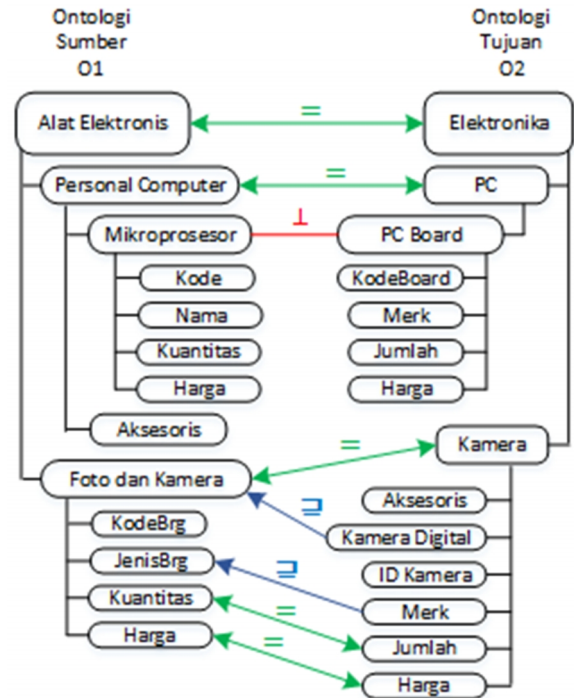 Ontologi
Sumber
O1
Ontologi
Tujuan
O2
Alat Elektronis
=
Elektronika
Personal Computer
=
PC
Mikroprosesor
⊥
PC Board
Kode
KodeBoard
Nama
Merk
Kuantitas
Jumlah
Harga
Harga
Aksesoris
=
Kamera
Foto dan Kamera
⊒
Aksesoris
KodeBrg
Kamera Digital
JenisBrg
⊒
ID Kamera
Kuantitas
=
Merk
Harga
=
Jumlah
Harga